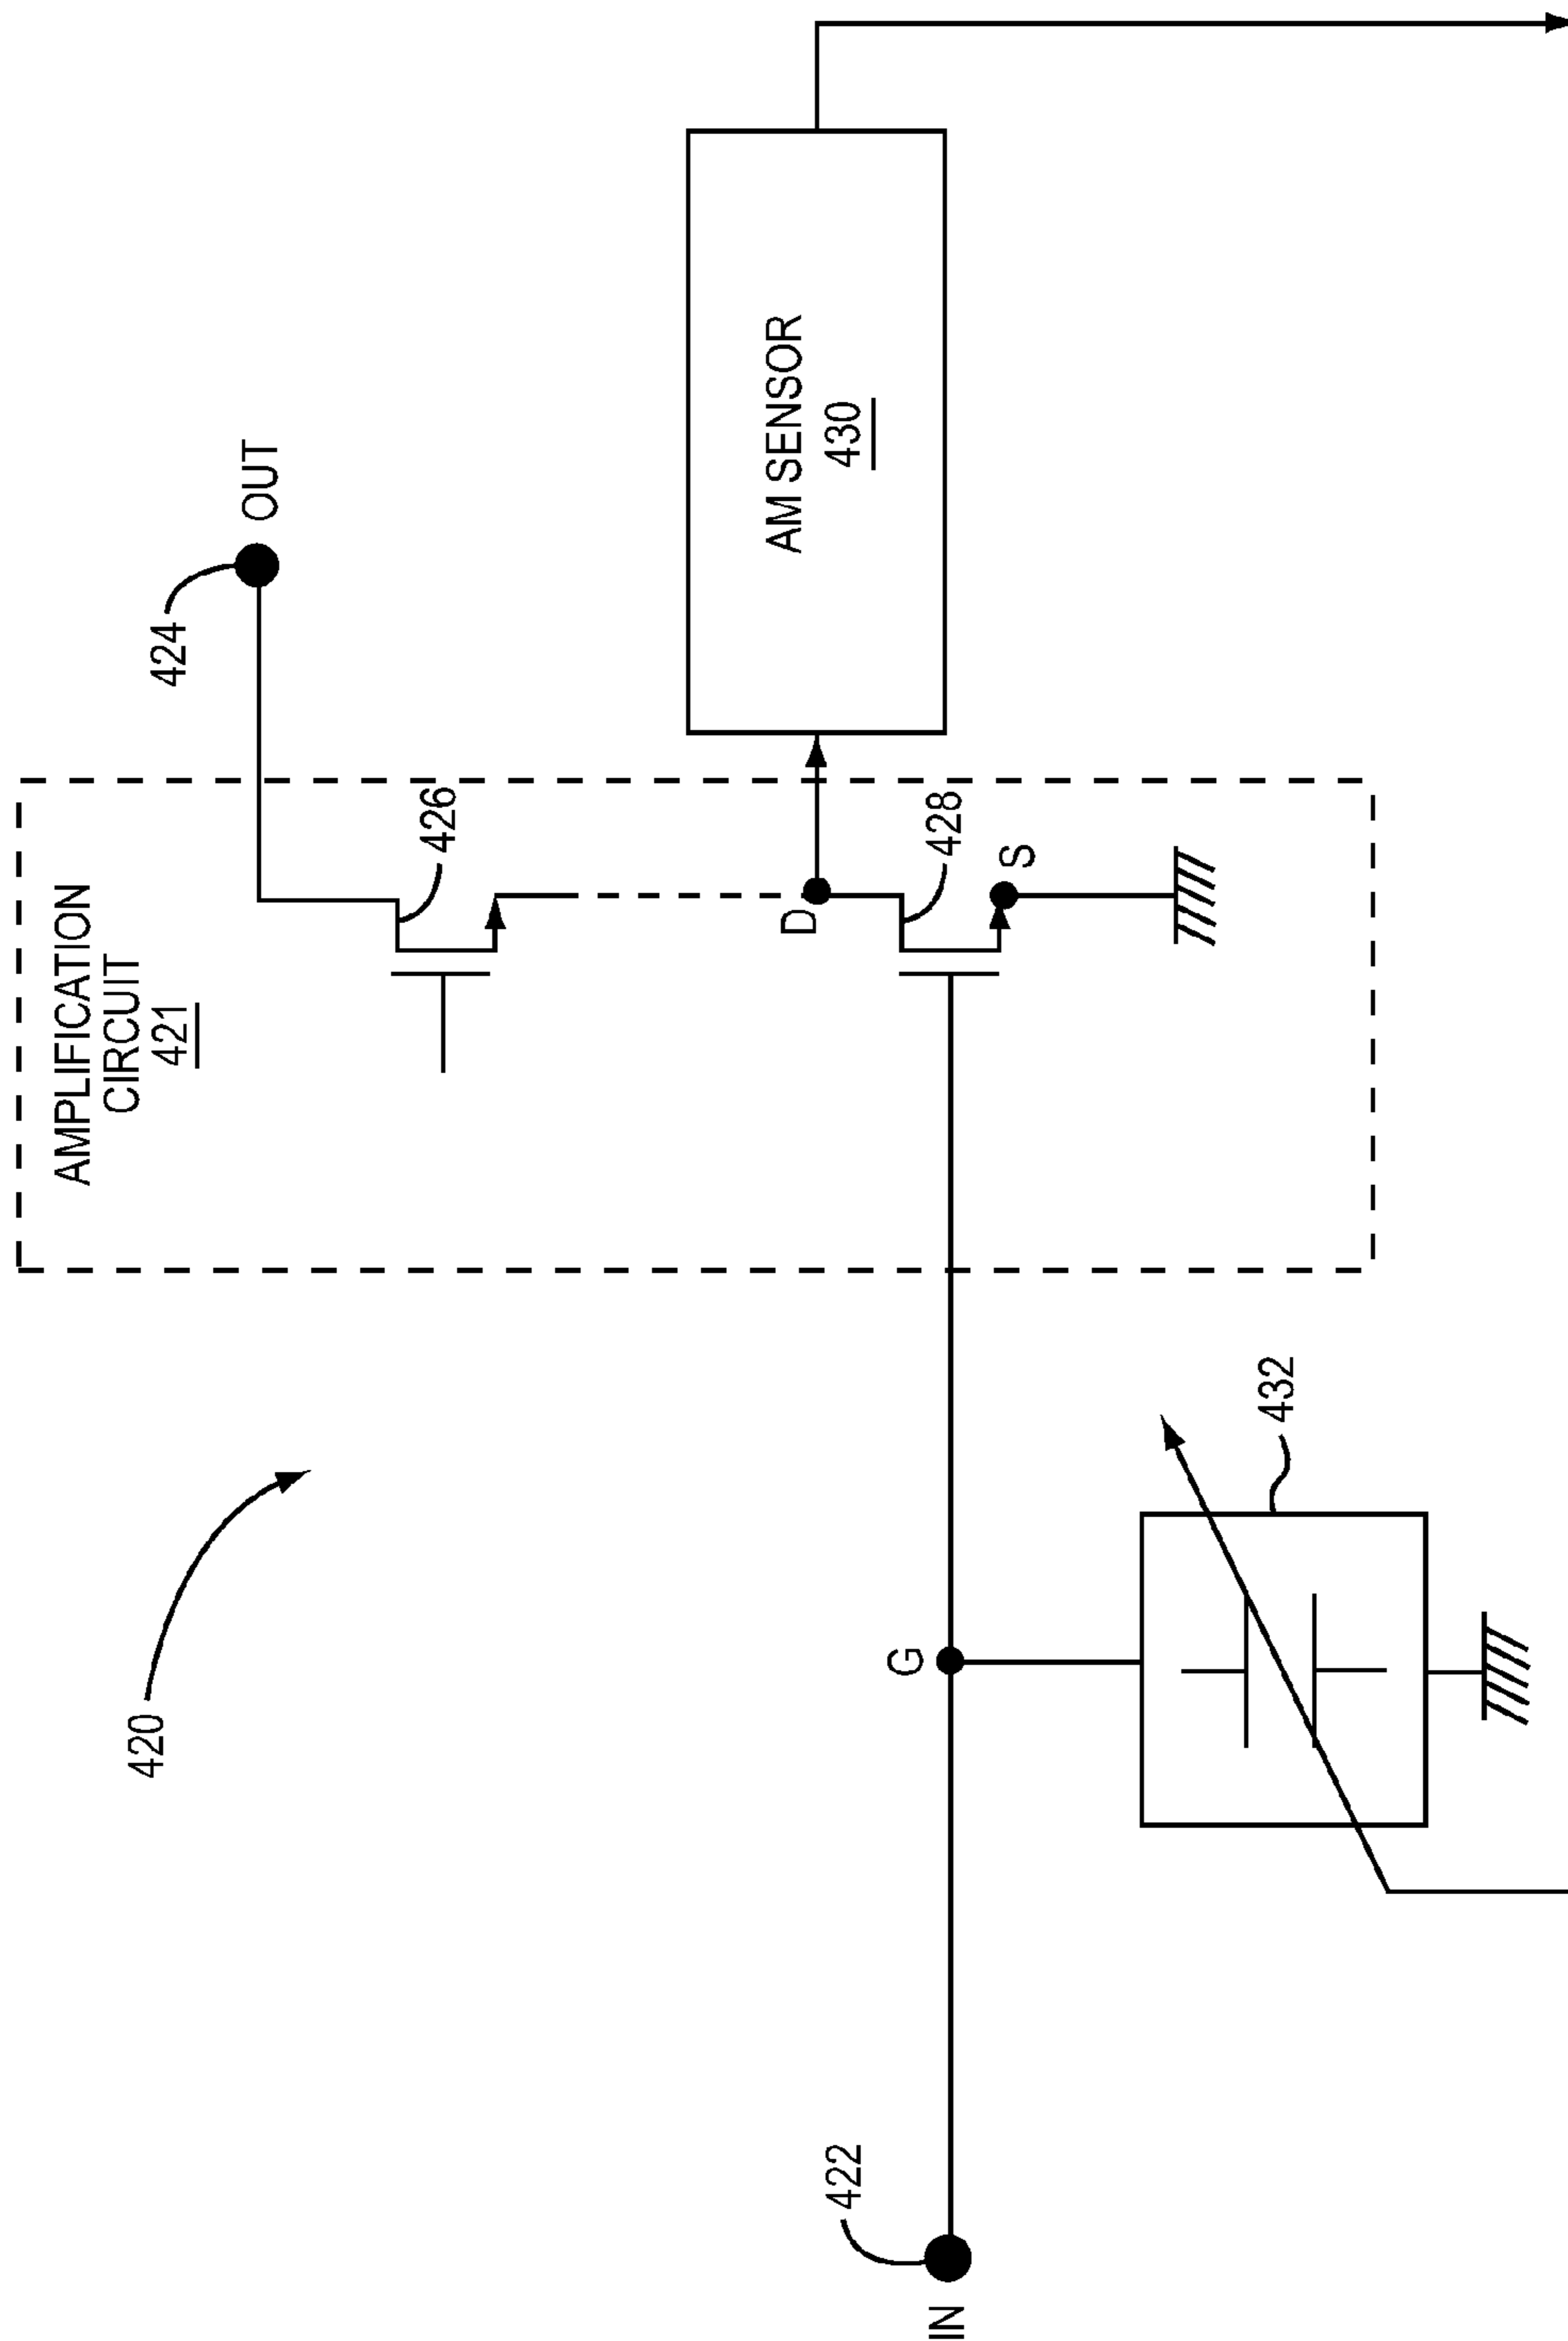 420
AMPLIFICATION
CIRCUIT
421
424
OUT
426
D
AM SENSOR
430
428
S
G
432
422
IN